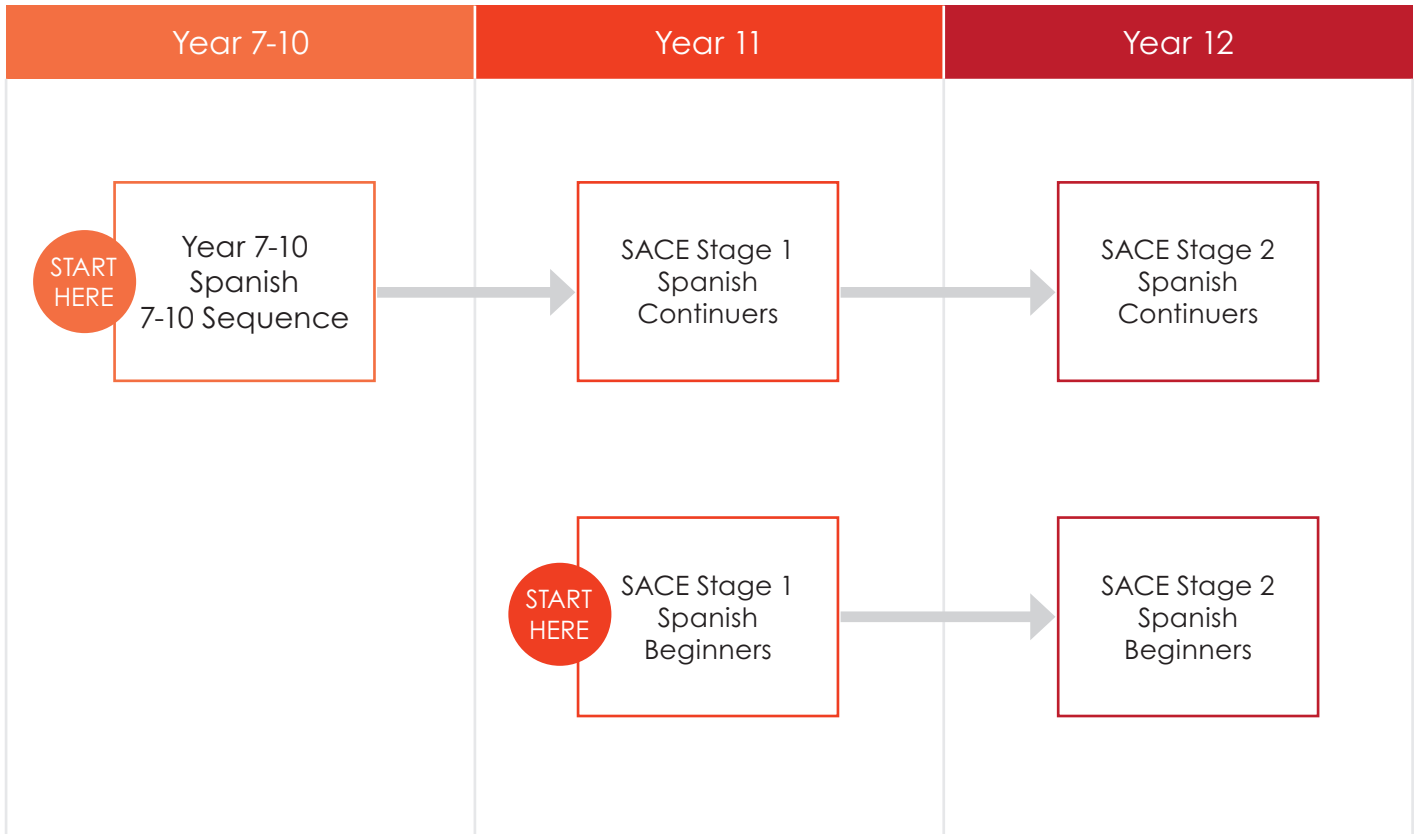 Year 7-10
Year 11
Year 12
START
HERE
Year 7-10
Spanish
7-10 Sequence
SACE Stage 1
Spanish
Continuers
SACE Stage 2
Spanish
Continuers
START
HERE
SACE Stage 1
Spanish
Beginners
SACE Stage 2
Spanish
Beginners